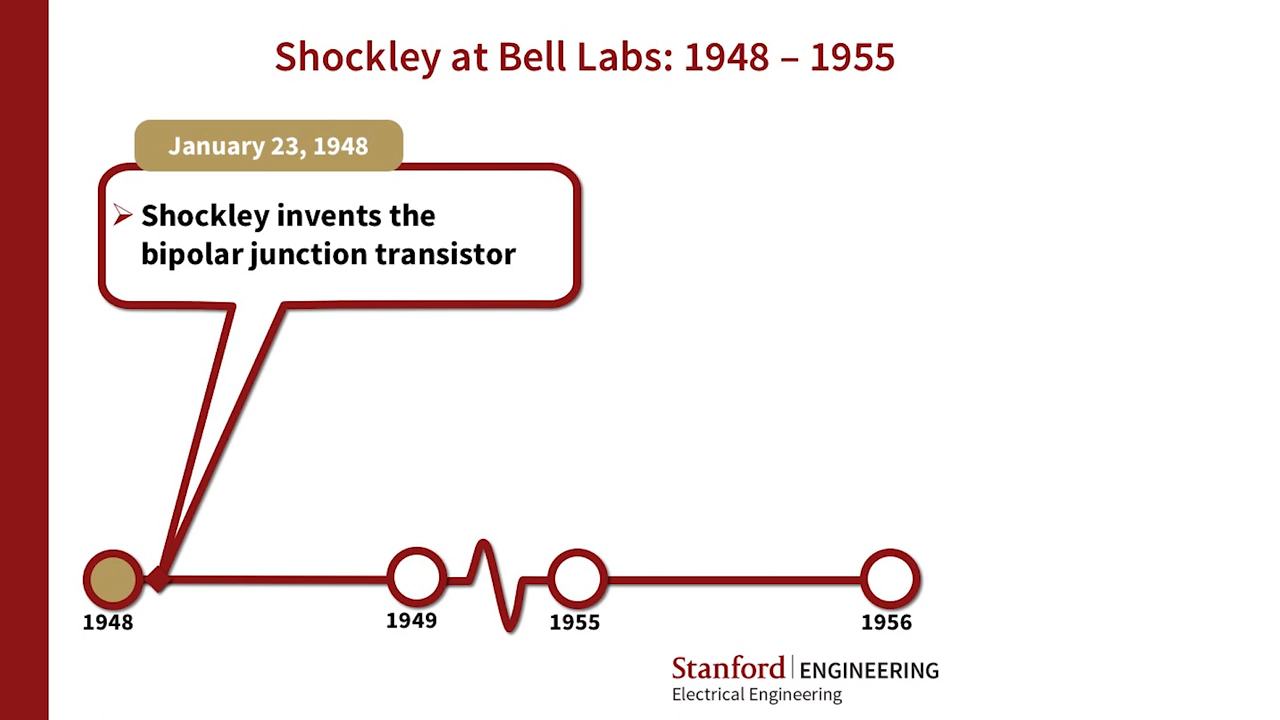 Shockley at Bell Labs: 1948 – 1955
January 23, 1948
Shockley invents the
bipolar junction transistor
1948
1949
1955
1956
Stanford | ENGINEERING
Electrical Engineering